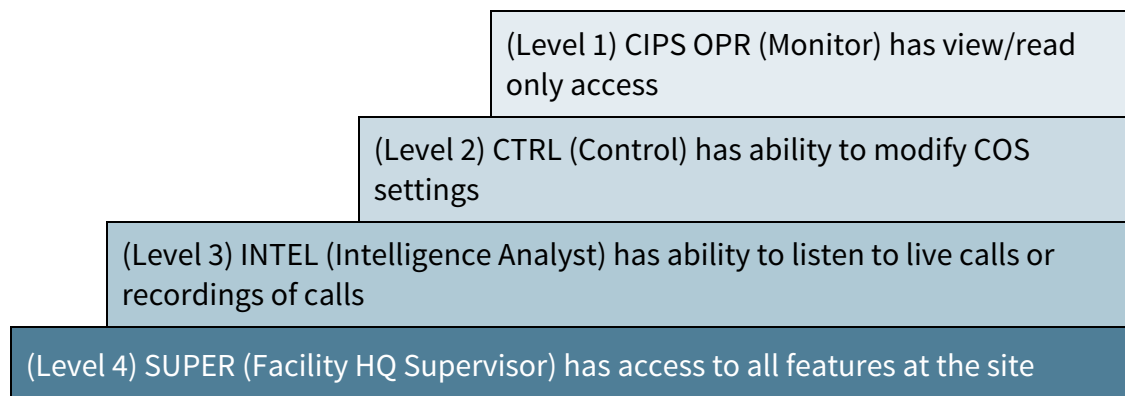 (Level 1) CIPS OPR (Monitor) has view/read
only access
(Level 2) CTRL (Control) has ability to modify COS
settings
(Level 3) INTEL (Intelligence Analyst) has ability to listen to live calls or
recordings of calls
(Level 4) SUPER (Facility HQ Supervisor) has access to all features at the site